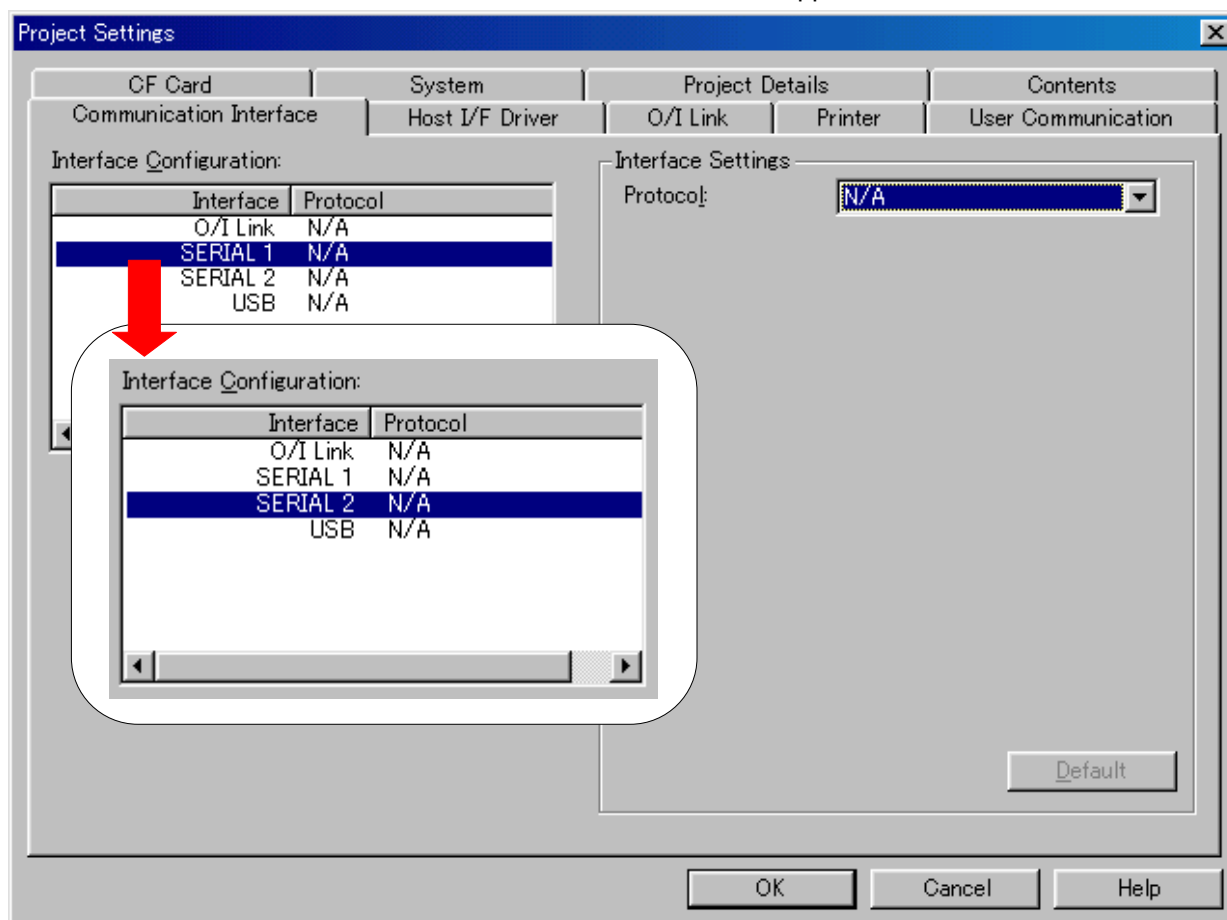 Project Settings
CF Card System Project Details Contents
Communication Interface Host I/F Driver O/I Link Printer User Communication
Interface Configuration:
Interface Protocol
O/I Link N/A
SERIAL 1 N/A
SERIAL 2 N/A
USB N/A
Interface Settings
Protocol: N/A
Interface Configuration:
Interface Protocol
O/I Link N/A
SERIAL 1 N/A
SERIAL 2 N/A
USB N/A
Default
OK Cancel Help